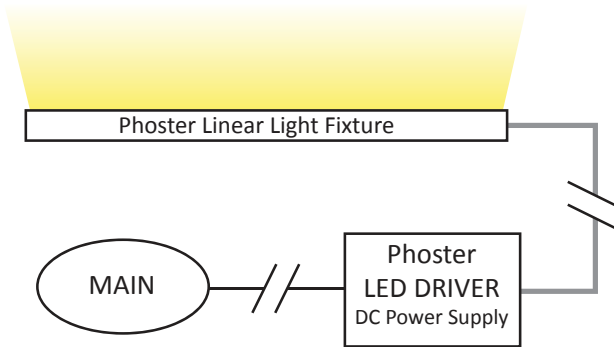 Phoster Linear Light Fixture
MAIN
Phoster
LED DRIVER
DC Power Supply